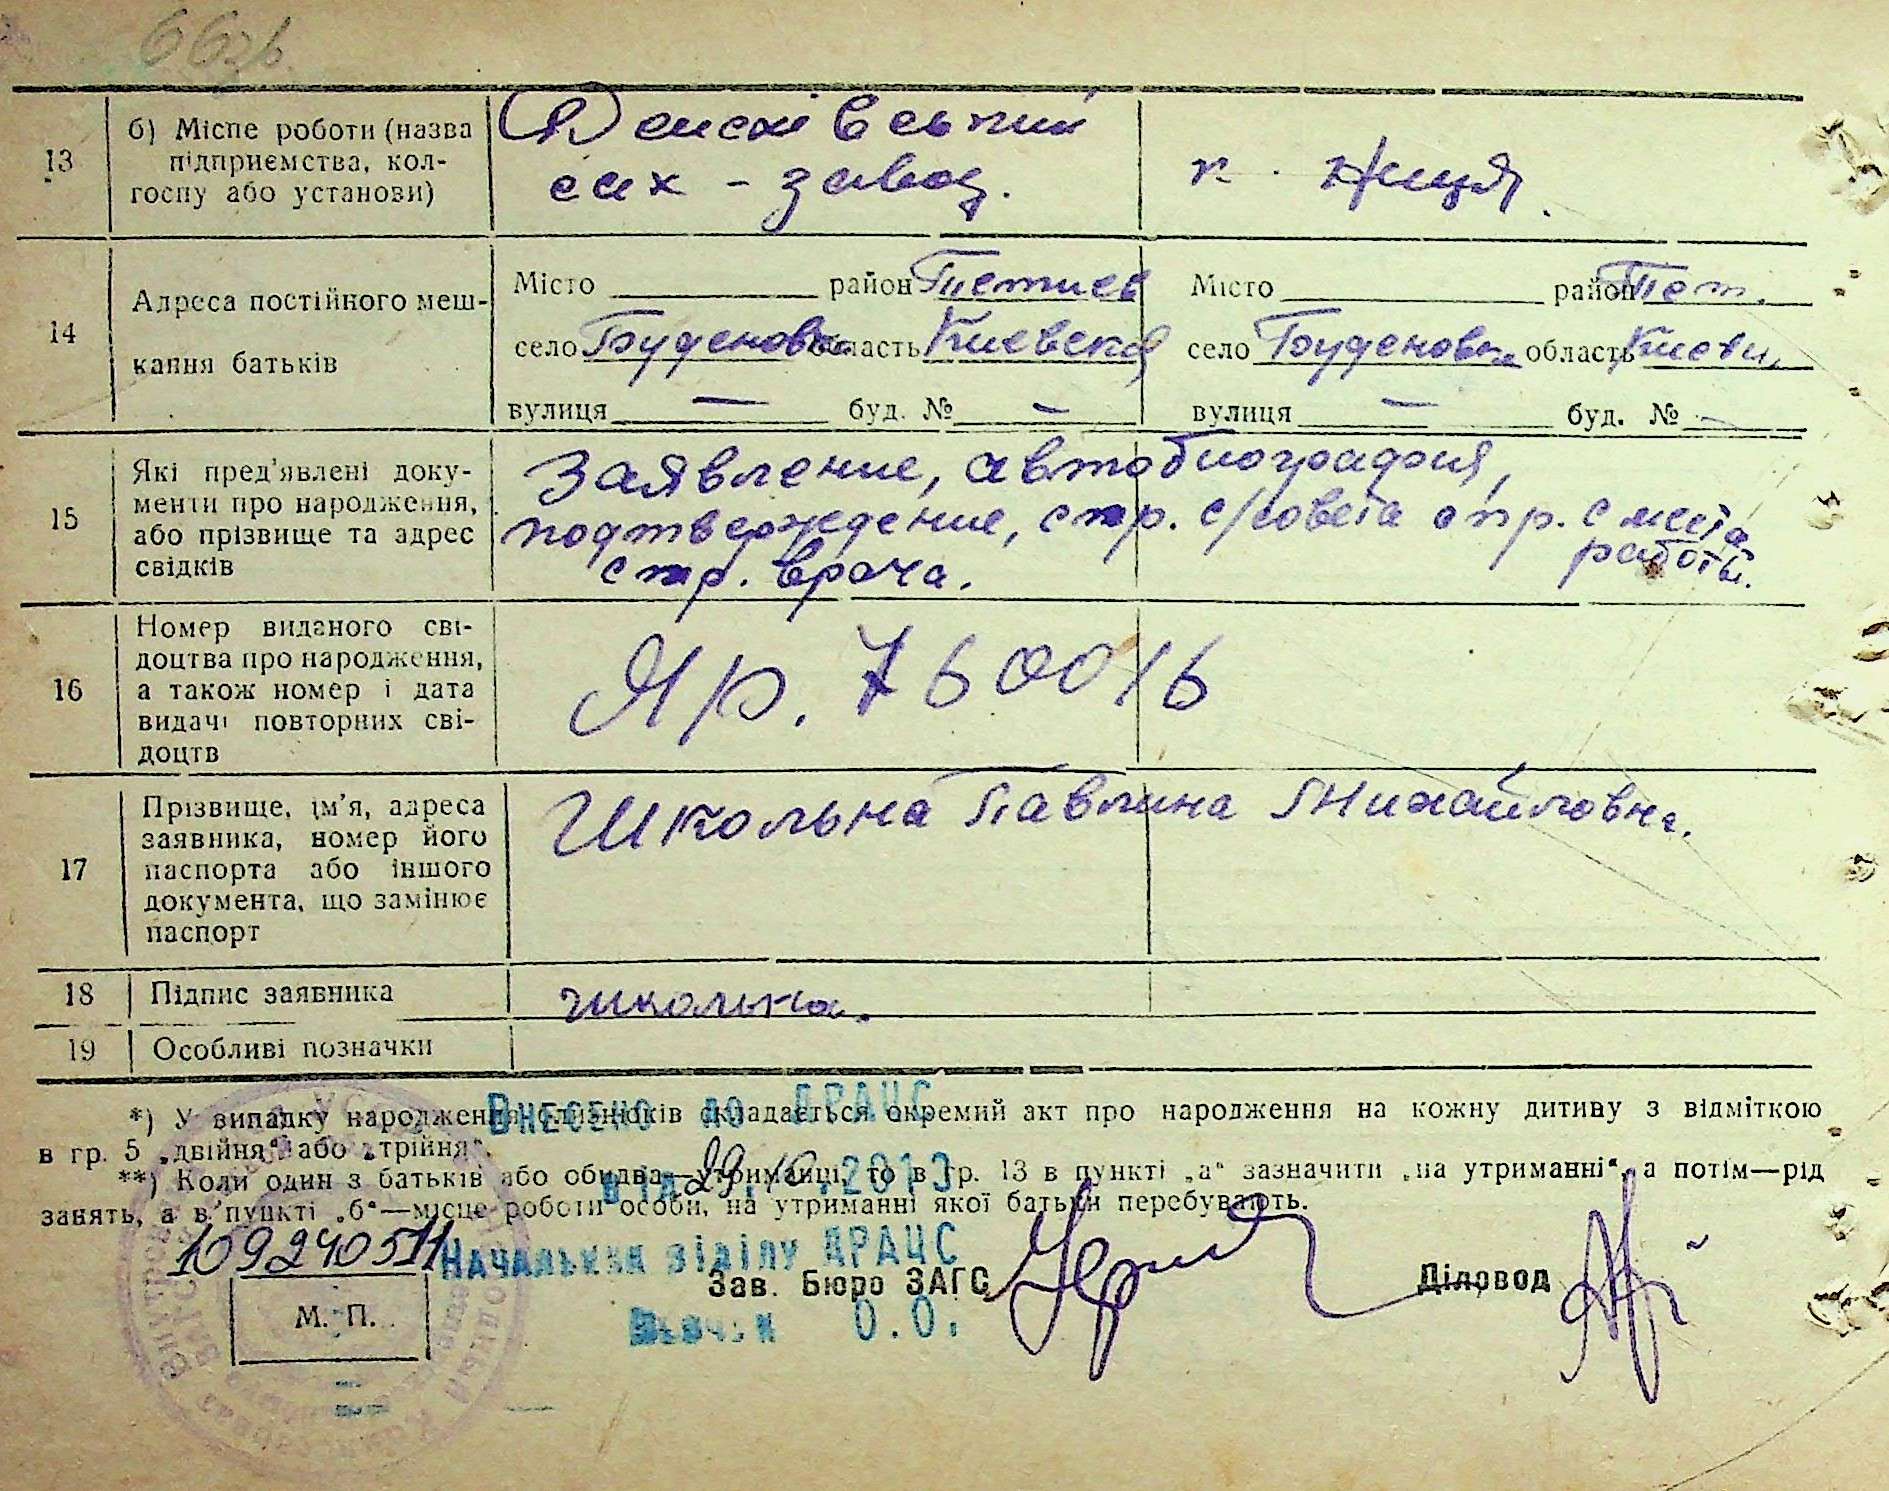 66зв.
13
б) Місце роботи (назва
підприємства, кол-
госпу або установи)
Денсківський
сах - завод.
к. ниця.
14
Адреса постійного меш-
кання батьків
Місто район Тетиев
село Буденовка область Киевская
вулиця — буд. № —
Місто район Тет.
село Буденовка область Киевск.
вулиця — буд. № —
15
Які пред'явлені доку-
менти про народження,
або прізвище та адрес
свідків
Заявление, автобиография,
подтверждение, спр. с/совета спр. с места
работы.
спр. врача.
16
Номер виданого сві-
доцтва про народження,
а також номер і дата
видачі повторних сві-
доцтв
ЯР. 760016
17
Прізвище, ім'я, адреса
заявника, номер його
паспорта або іншого
документа, що замінює
паспорт
Школьна Павлина Михайловна.
18
Підпис заявника
Школьна.
19
Особливі позначки
*) У випадку народження близнюків складається окремий акт про народження на кожну дитину з відміткою
в гр. 5 „двійня" або „трійня".
**) Коли один з батьків або обидва—утриманці, то в гр. 13 в пункті „а" зазначити „на утриманні", а потім—рід
занять, а в пункті „б"—місце роботи особи, на утриманні якої батьки перебувають.
Внесено до ДРАЦС
від 29.10.2013
10924051
Начальник відділу ДРАЦС
О.О.
Зав. Бюро ЗАГС
Діловод
М. П.